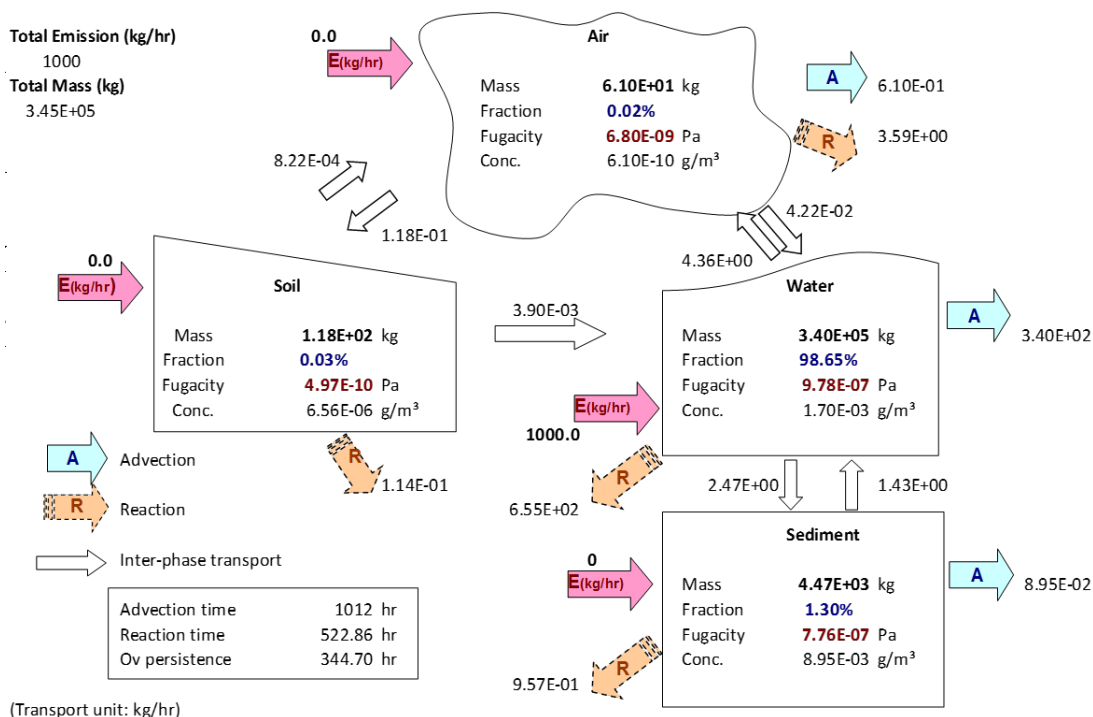 Total Emission (kg/hr)
1000
Total Mass (kg)
3.45E+05
0.0
E(kg/hr)
Air
Mass 6.10E+01 kg
Fraction 0.02%
Fugacity 6.80E-09 Pa
Conc. 6.10E-10 g/m³
A
6.10E-01
R
3.59E+00
8.22E-04
1.18E-01
4.22E-02
4.36E+00
0.0
E(kg/hr)
Soil
Mass 1.18E+02 kg
Fraction 0.03%
Fugacity 4.97E-10 Pa
Conc. 6.56E-06 g/m³
3.90E-03
Water
Mass 3.40E+05 kg
Fraction 98.65%
Fugacity 9.78E-07 Pa
Conc. 1.70E-03 g/m³
A
3.40E+02
E(kg/hr)
1000.0
R
1.14E-01
R
6.55E+02
2.47E+00
1.43E+00
A Advection
R Reaction
Inter-phase transport
Sediment
0
E(kg/hr)
Mass 4.47E+03 kg
Fraction 1.30%
Fugacity 7.76E-07 Pa
Conc. 8.95E-03 g/m³
A
8.95E-02
R
9.57E-01
Advection time 1012 hr
Reaction time 522.86 hr
Ov persistence 344.70 hr
(Transport unit: kg/hr)